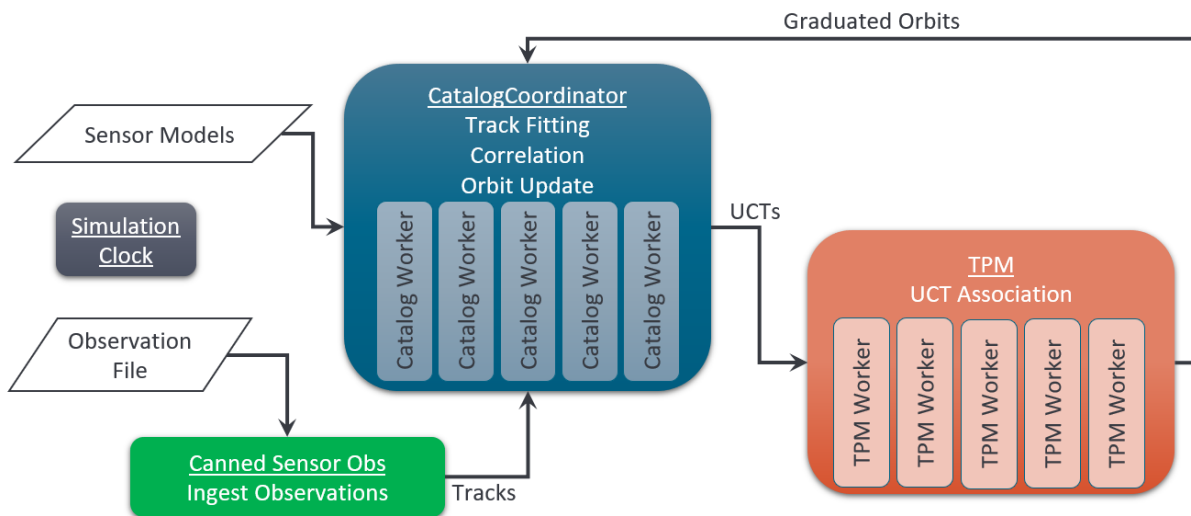 Graduated Orbits
CatalogCoordinator
Track Fitting
Correlation
Orbit Update
Catalog Worker
Catalog Worker
Catalog Worker
Catalog Worker
Catalog Worker
Sensor Models
Simulation
Clock
UCTs
TPM
UCT Association
TPM Worker
TPM Worker
TPM Worker
TPM Worker
TPM Worker
Observation
File
Canned Sensor Obs
Ingest Observations
Tracks